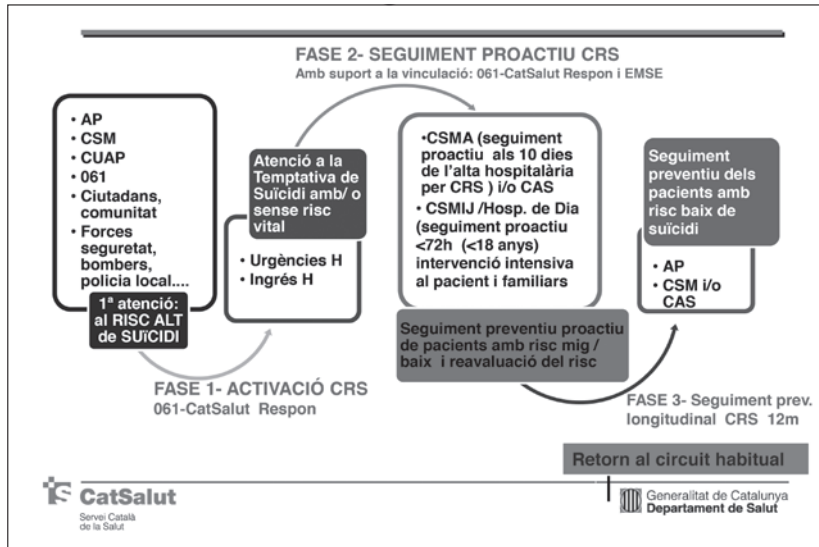 FASE 2- SEGUIMENT PROACTIU CRS
Amb suport a la vinculació: 061-CatSalut Respon i EMSE
• AP
• CSM
• CUAP
• 061
• Ciutadans,
comunitat
• Forces
seguretat,
bombers,
policia local....
1ª atenció:
al RISC ALT
de SUïCIDI
Atenció a la
Temptativa de
Suïcidi amb/ o
sense risc
vital
• Urgències H
• Ingrés H
FASE 1- ACTIVACIÓ CRS
061-CatSalut Respon
•CSMA (seguiment
proactiu als 10 dies
de l'alta hospitalària
per CRS ) i/o CAS
• CSMIJ /Hosp. de Dia
(seguiment proactiu
<72h (<18 anys)
intervenció intensiva
al pacient i familiars
Seguiment preventiu proactiu
de pacients amb risc mig /
baix i reavaluació del risc
Seguiment
preventiu dels
pacients amb
risc baix de
suïcidi
• AP
• CSM i/o
CAS
FASE 3- Seguiment prev.
longitudinal CRS 12m
Retorn al circuit habitual
CatSalut
Servei Català
de la Salut
Generalitat de Catalunya
Departament de Salut